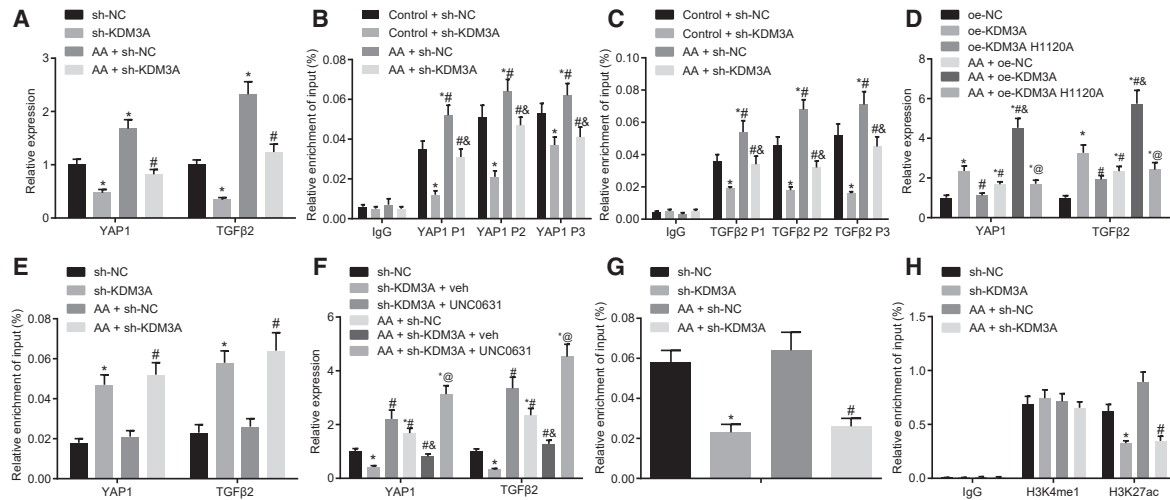 A
sh-NC
sh-KDM3A
AA + sh-NC
AA + sh-KDM3A
Relative expression
3
2
1
0
*
*
#
*
*
#
YAP1
TGFβ2
B
Control + sh-NC
Control + sh-KDM3A
AA + sh-NC
AA + sh-KDM3A
Relative enrichment of input (%)
0.08
0.06
0.04
0.02
0.00
*
*#
#&
*
*#
#&
*
*#
#&
IgG
YAP1 P1
YAP1 P2
YAP1 P3
C
Control + sh-NC
Control + sh-KDM3A
AA + sh-NC
AA + sh-KDM3A
Relative enrichment of input (%)
0.10
0.08
0.06
0.04
0.02
0.00
*
*#
#&
*
*#
#&
*
*#
#&
IgG
TGFβ2 P1
TGFβ2 P2
TGFβ2 P3
D
oe-NC
oe-KDM3A
oe-KDM3A H1120A
AA + oe-NC
AA + oe-KDM3A
AA + oe-KDM3A H1120A
Relative expression
8
6
4
2
0
*
#
*#
*#&
*@
*
#
*#
*#&
*@
YAP1
TGFβ2
E
sh-NC
sh-KDM3A
AA + sh-NC
AA + sh-KDM3A
Relative enrichment of input (%)
0.08
0.06
0.04
0.02
0.00
*
#
*
#
YAP1
TGFβ2
F
sh-NC
sh-KDM3A + veh
sh-KDM3A + UNC0631
AA + sh-NC
AA + sh-KDM3A + veh
AA + sh-KDM3A + UNC0631
Relative expression
6
4
2
0
*
#
*#
#&
*@
*
#
*#
#&
*@
YAP1
TGFβ2
G
sh-NC
sh-KDM3A
AA + sh-NC
AA + sh-KDM3A
Relative enrichment of input (%)
0.08
0.06
0.04
0.02
0.00
*
#
H
sh-NC
sh-KDM3A
AA + sh-NC
AA + sh-KDM3A
Relative enrichment of input (%)
1.5
1.0
0.5
0.0
*
#
IgG
H3K4me1
H3K27ac